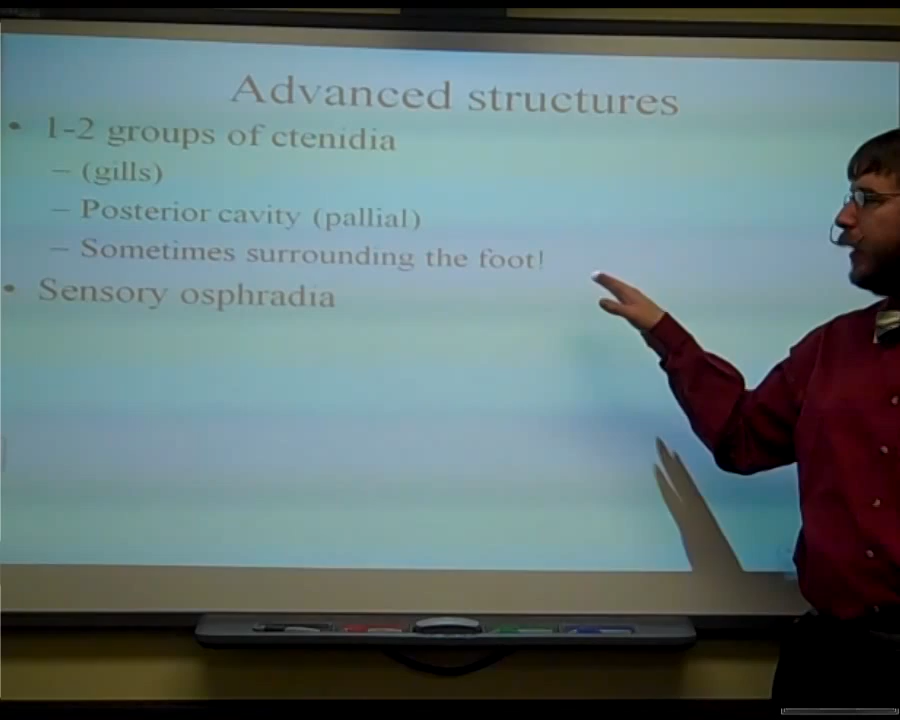 Advanced structures
• 1-2 groups of ctenidia
– (gills)
– Posterior cavity (pallial)
– Sometimes surrounding the foot!
• Sensory osphradia